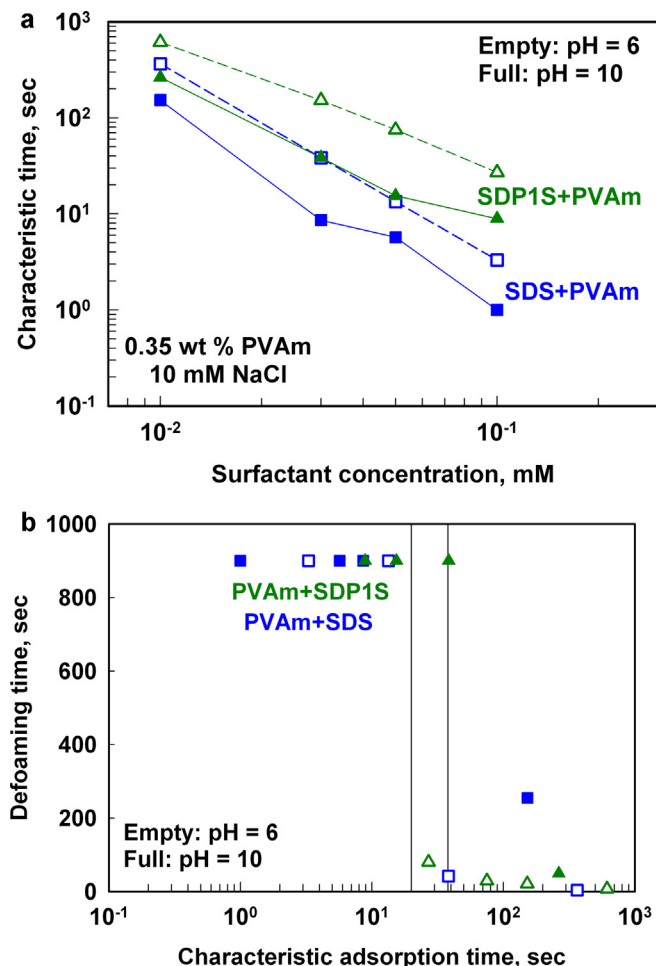 a
10³
10²
10¹
10⁰
10⁻¹
Characteristic time, sec
Empty: pH = 6
Full: pH = 10
SDP1S+PVAm
SDS+PVAm
0.35 wt % PVAm
10 mM NaCl
10⁻²
10⁻¹
Surfactant concentration, mM
b
1000
800
600
400
200
0
Defoaming time, sec
PVAm+SDP1S
PVAm+SDS
Empty: pH = 6
Full: pH = 10
10⁻¹
10⁰
10¹
10²
10³
Characteristic adsorption time, sec